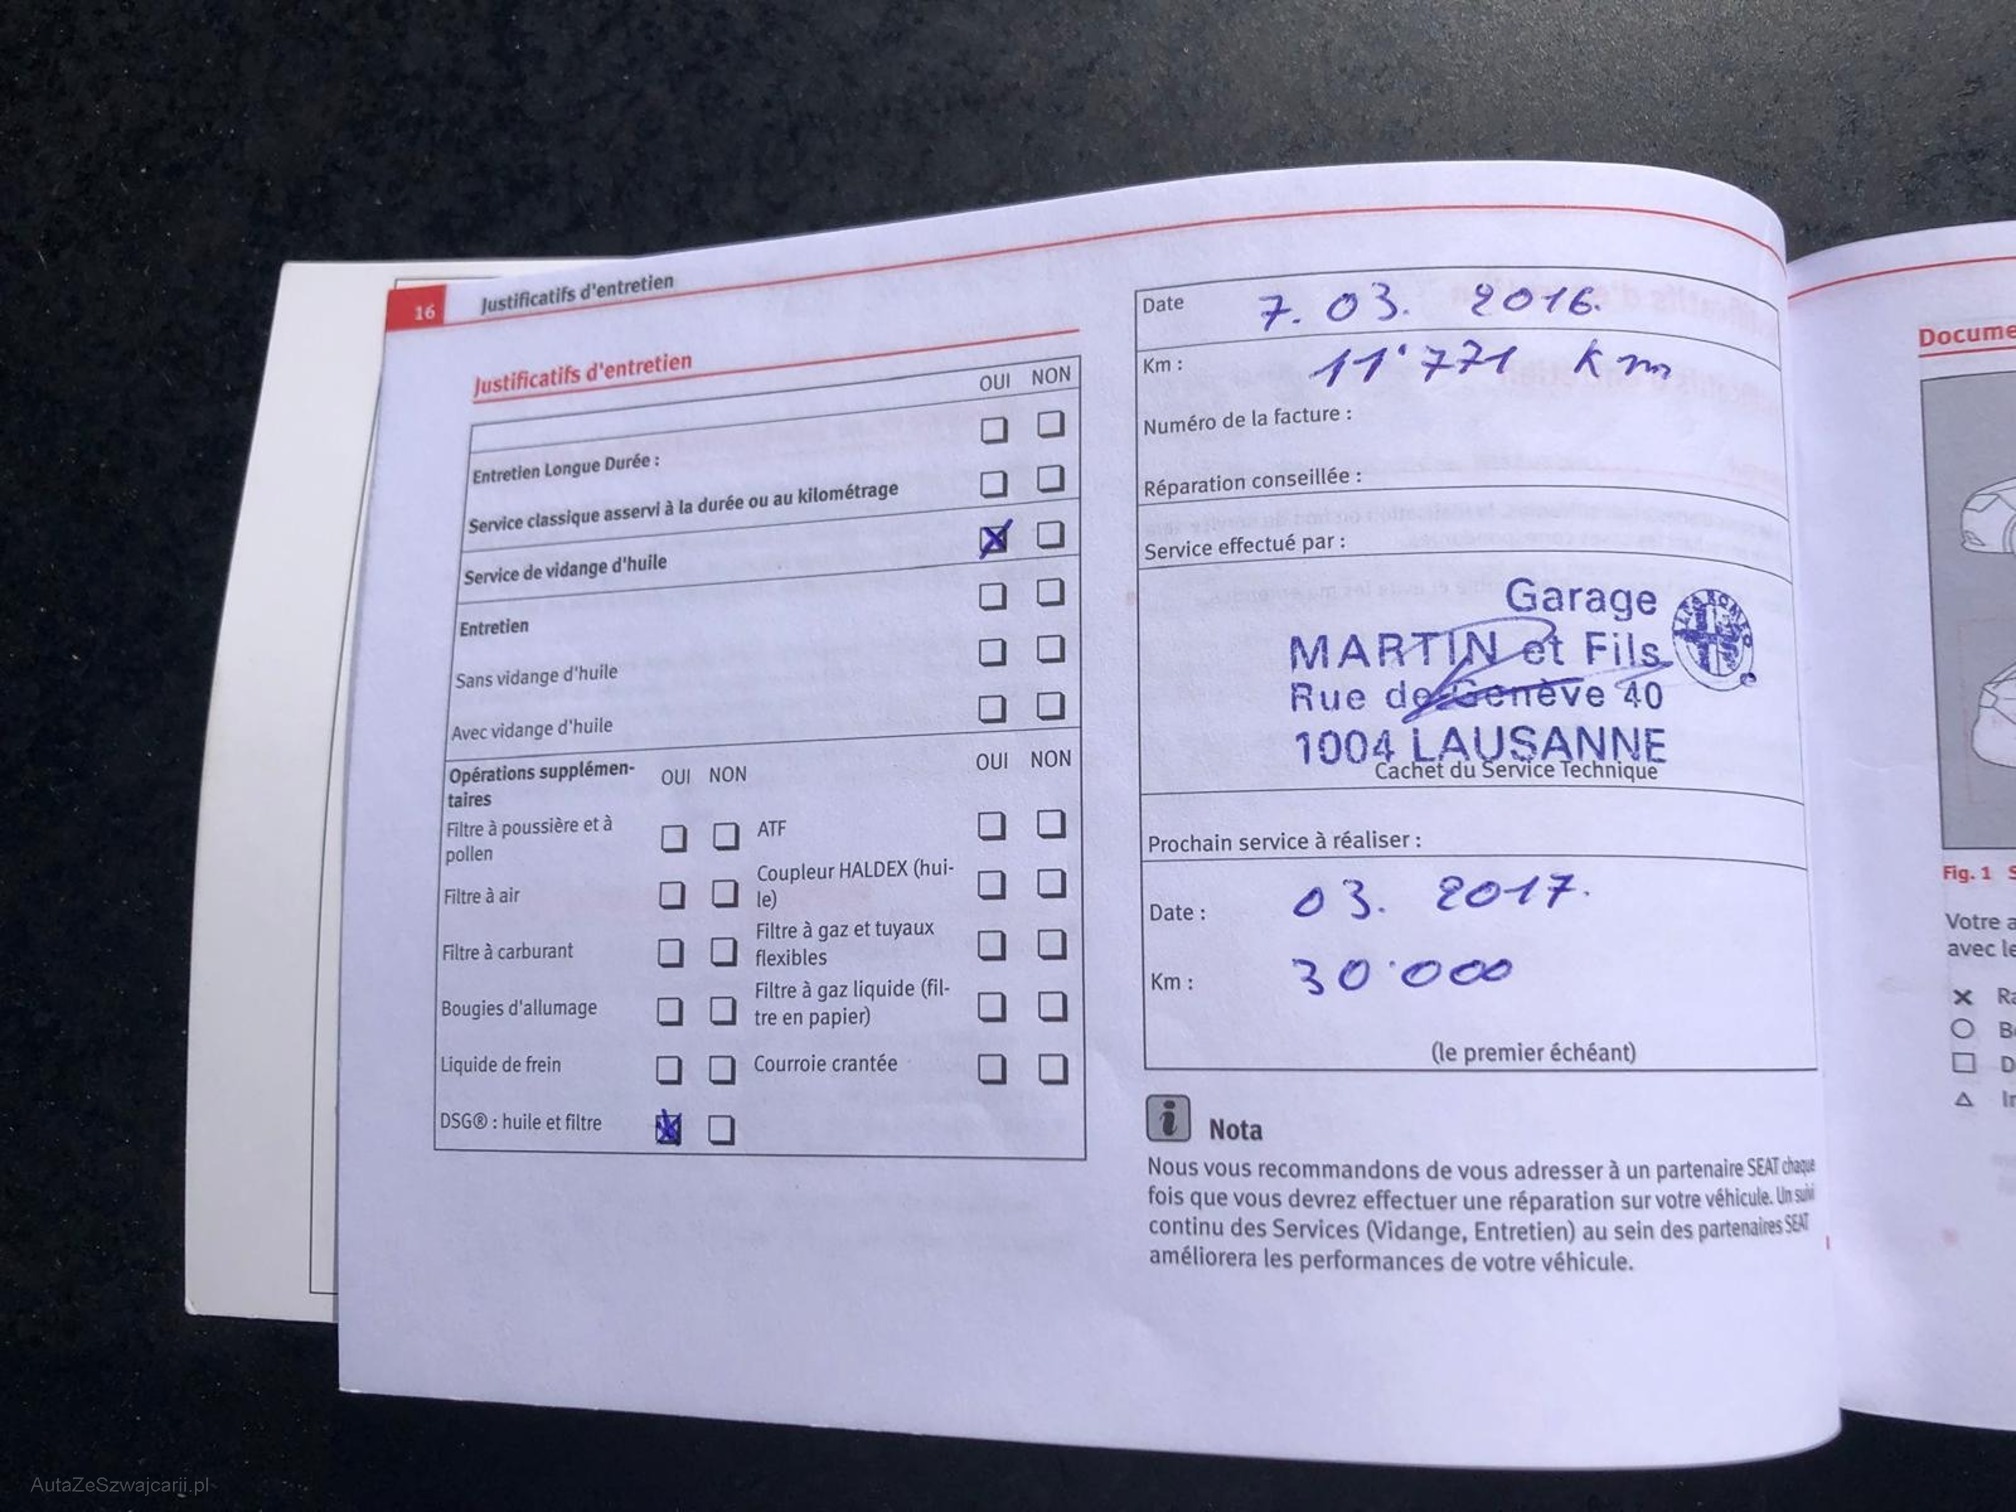 16 Justificatifs d'entretien
Justificatifs d'entretien
OUI NON
Entretien Longue Durée :
Service classique asservi à la durée ou au kilométrage
Service de vidange d'huile
Entretien
Sans vidange d'huile
Avec vidange d'huile
Opérations supplémen-
taires
OUI NON
OUI NON
Filtre à poussière et à
pollen
ATF
Filtre à air
Coupleur HALDEX (hui-
le)
Filtre à carburant
Filtre à gaz et tuyaux
flexibles
Bougies d'allumage
Filtre à gaz liquide (fil-
tre en papier)
Liquide de frein
Courroie crantée
DSG® : huile et filtre
Date 7. 03. 2016.
Km : 11'771 km
Numéro de la facture :
Réparation conseillée :
Service effectué par :
Garage
MARTIN et Fils
Rue de Genève 40
1004 LAUSANNE
Cachet du Service Technique
Prochain service à réaliser :
Date : 03. 2017.
Km : 30'000
(le premier échéant)
i Nota
Nous vous recommandons de vous adresser à un partenaire SEAT chaque
fois que vous devrez effectuer une réparation sur votre véhicule. Un suivi
continu des Services (Vidange, Entretien) au sein des partenaires SEAT
améliorera les performances de votre véhicule.
Docume
Fig. 1 S
Votre a
avec le
Ra
B
D
In
AutaZeSzwajcarii.pl